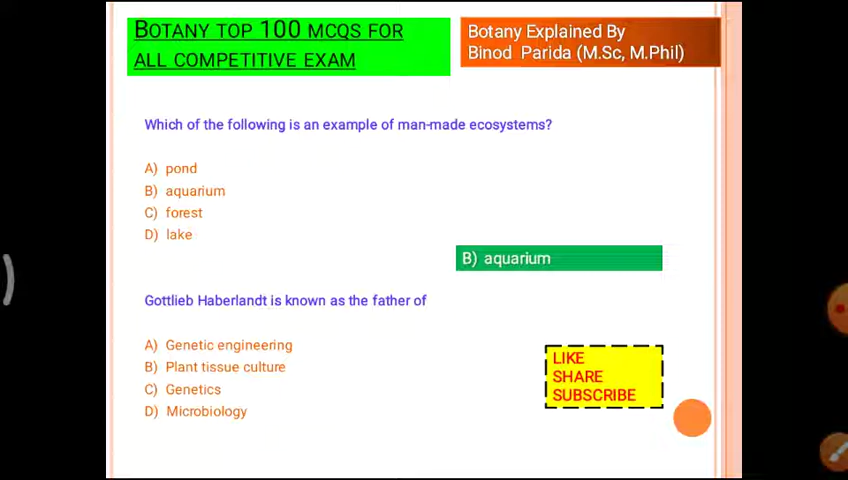 BOTANY TOP 100 MCQS FOR
ALL COMPETITIVE EXAM
Botany Explained By
Binod Parida (M.Sc, M.Phil)
Which of the following is an example of man-made ecosystems?
A) pond
B) aquarium
C) forest
D) lake
B) aquarium
Gottlieb Haberlandt is known as the father of
A) Genetic engineering
B) Plant tissue culture
C) Genetics
D) Microbiology
LIKE
SHARE
SUBSCRIBE